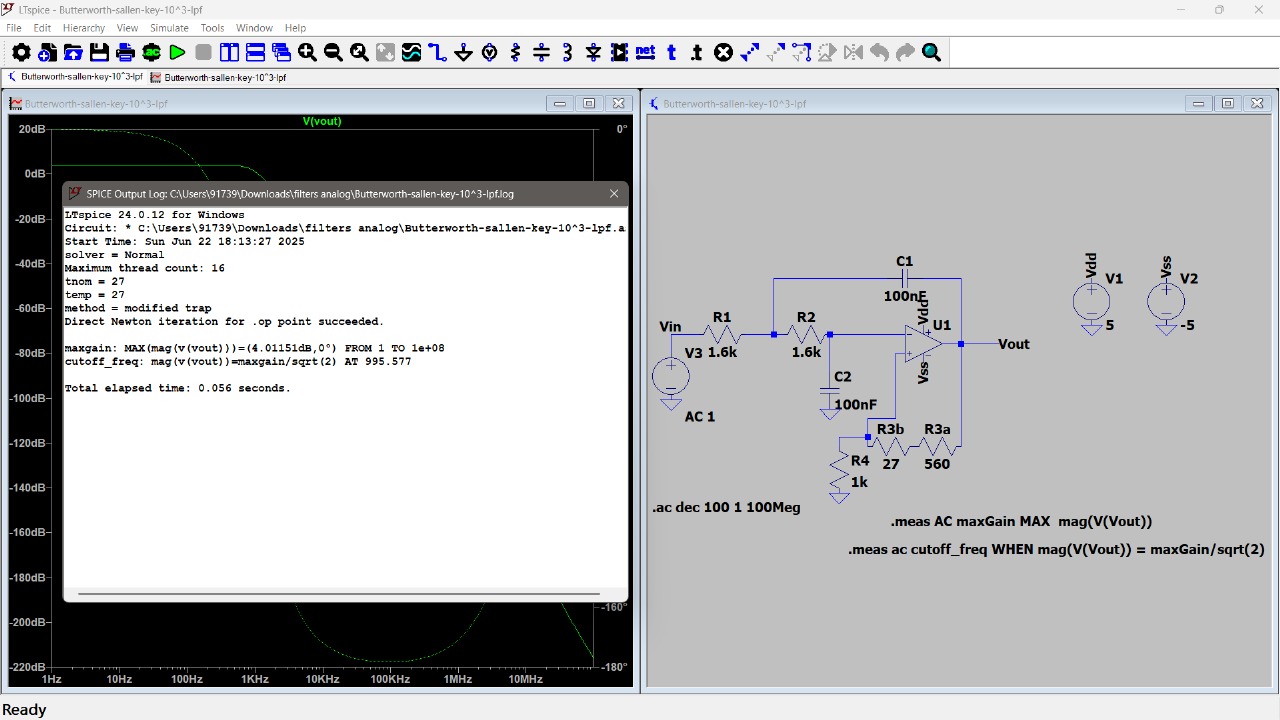 LTspice - Butterworth-sallen-key-10^3-lpf
File Edit Hierarchy View Simulate Tools Window Help
ac net t .t
Butterworth-sallen-key-10^3-lpf Butterworth-sallen-key-10^3-lpf
Butterworth-sallen-key-10^3-lpf
V(vout)
20dB 0°
0dB
-20dB
-40dB
-60dB
-80dB
-100dB
-120dB
-140dB
-160dB
-180dB
-160°
-200dB
-220dB -180°
1Hz 10Hz 100Hz 1KHz 10KHz 100KHz 1MHz 10MHz
SPICE Output Log: C:\Users\91739\Downloads\filters analog\Butterworth-sallen-key-10^3-lpf.log
LTspice 24.0.12 for Windows
Circuit: * C:\Users\91739\Downloads\filters analog\Butterworth-sallen-key-10^3-lpf.a
Start Time: Sun Jun 22 18:13:27 2025
solver = Normal
Maximum thread count: 16
tnom = 27
temp = 27
method = modified trap
Direct Newton iteration for .op point succeeded.
maxgain: MAX(mag(v(vout)))=(4.01151dB,0°) FROM 1 TO 1e+08
cutoff_freq: mag(v(vout))=maxgain/sqrt(2) AT 995.577
Total elapsed time: 0.056 seconds.
Butterworth-sallen-key-10^3-lpf
C1
100nF
Vdd
Vin
R1
1.6k
R2
1.6k
U1
Vout
Vss
V3
AC 1
C2
100nF
R3b
27
R3a
560
R4
1k
Vdd
V1
5
Vss
V2
-5
.ac dec 100 1 100Meg
.meas AC maxGain MAX mag(V(Vout))
.meas ac cutoff_freq WHEN mag(V(Vout)) = maxGain/sqrt(2)
Ready